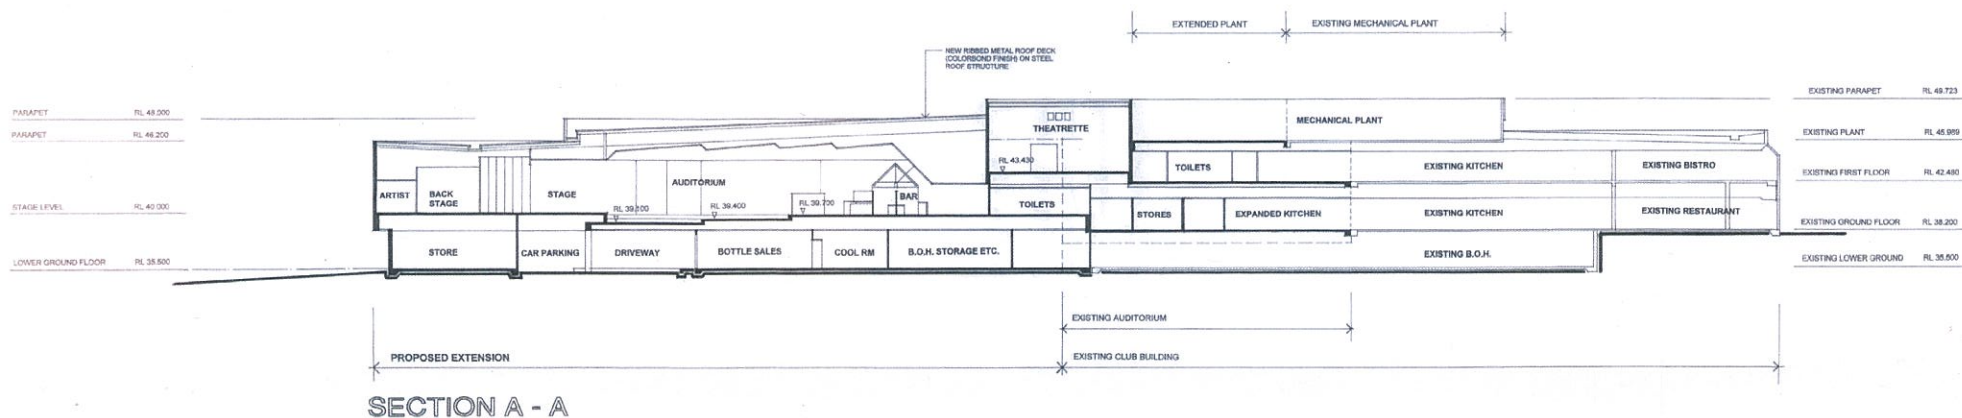 EXTENDED PLANT EXISTING MECHANICAL PLANT
NEW RIBBED METAL ROOF DECK
(COLORBOND FINISH) ON STEEL
ROOF STRUCTURE
PARAPET RL 48.000
PARAPET RL 46.200
STAGE LEVEL RL 40.000
LOWER GROUND FLOOR RL 35.500
EXISTING PARAPET RL 49.723
EXISTING PLANT RL 45.989
EXISTING FIRST FLOOR RL 42.480
EXISTING GROUND FLOOR RL 38.200
EXISTING LOWER GROUND RL 35.500
THEATRETTE
MECHANICAL PLANT
RL 43.430
TOILETS
EXISTING KITCHEN
EXISTING BISTRO
ARTIST
BACK
STAGE
STAGE
AUDITORIUM
BAR
RL 39.100
RL 39.400
RL 39.700
TOILETS
STORES
EXPANDED KITCHEN
EXISTING KITCHEN
EXISTING RESTAURANT
STORE
CAR PARKING
DRIVEWAY
BOTTLE SALES
COOL RM
B.O.H. STORAGE ETC.
EXISTING B.O.H.
EXISTING AUDITORIUM
PROPOSED EXTENSION
EXISTING CLUB BUILDING
SECTION A - A